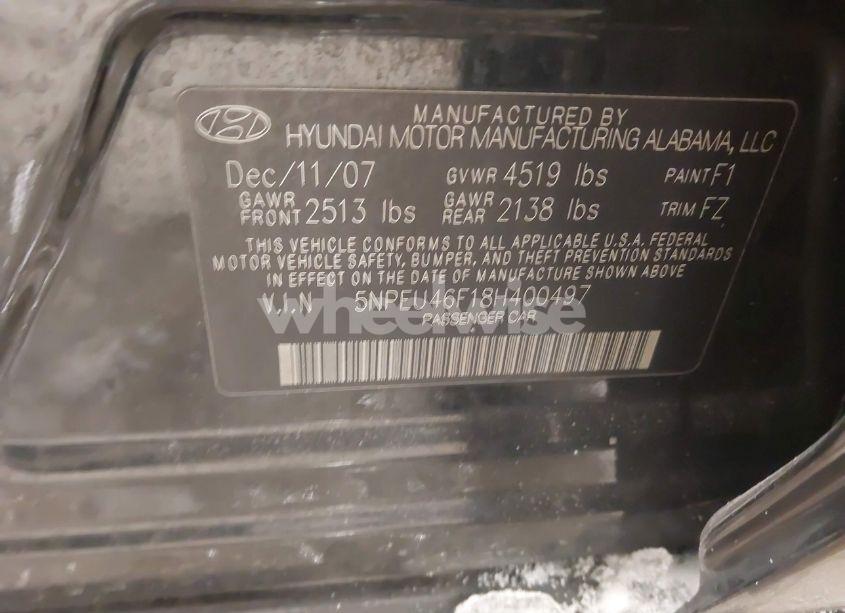 MANUFACTURED BY
HYUNDAI MOTOR MANUFACTURING ALABAMA, LLC
Dec/11/07 GVWR 4519 lbs PAINT F1
GAWR FRONT 2513 lbs GAWR REAR 2138 lbs TRIM FZ
THIS VEHICLE CONFORMS TO ALL APPLICABLE U.S.A. FEDERAL
MOTOR VEHICLE SAFETY, BUMPER, AND THEFT PREVENTION STANDARDS
IN EFFECT ON THE DATE OF MANUFACTURE SHOWN ABOVE
V.I.N 5NPEU46F18H400497
PASSENGER CAR
wheelwise